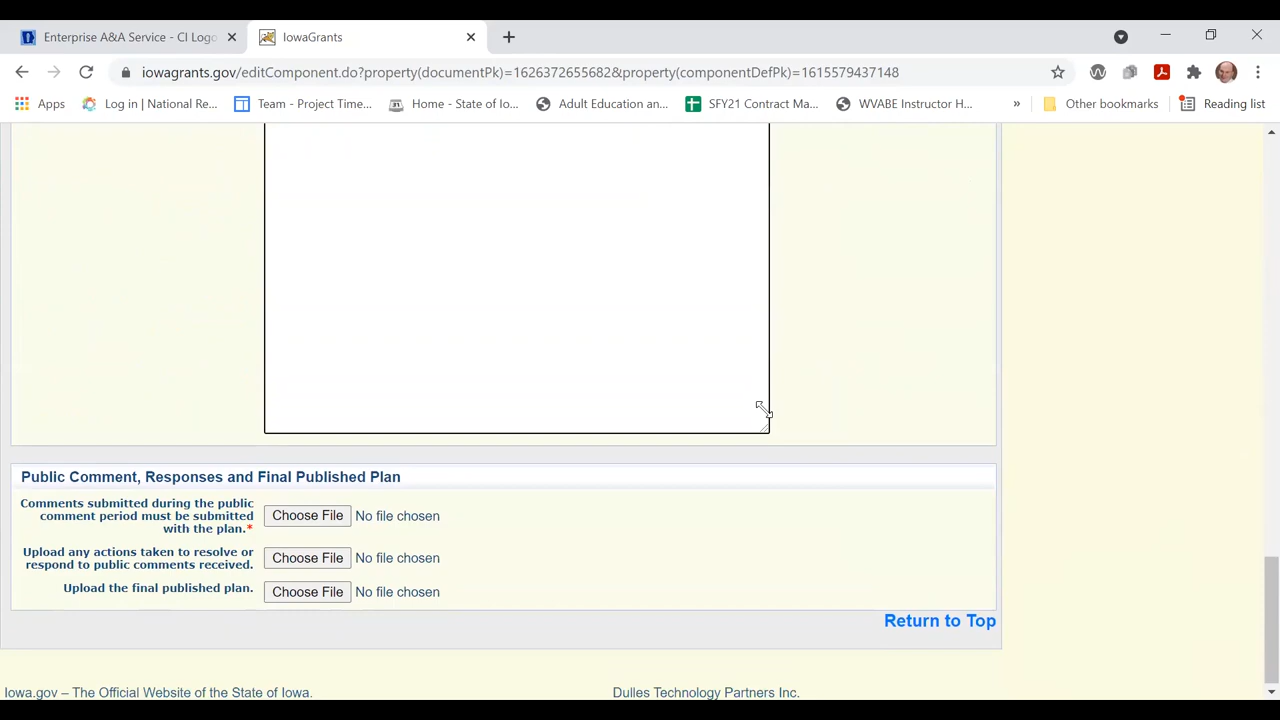 Enterprise A&A Service - CI Logo
IowaGrants
iowagrants.gov/editComponent.do?property(documentPk)=1626372655682&property(componentDefPk)=1615579437148
Apps
Log in | National Re...
Team - Project Time...
Home - State of Io...
Adult Education an...
SFY21 Contract Ma...
WVABE Instructor H...
»
Other bookmarks
Reading list
Public Comment, Responses and Final Published Plan
Comments submitted during the public
comment period must be submitted
with the plan.*
Choose File No file chosen
Upload any actions taken to resolve or
respond to public comments received.
Choose File No file chosen
Upload the final published plan.
Choose File No file chosen
Return to Top
Iowa.gov – The Official Website of the State of Iowa.
Dulles Technology Partners Inc.